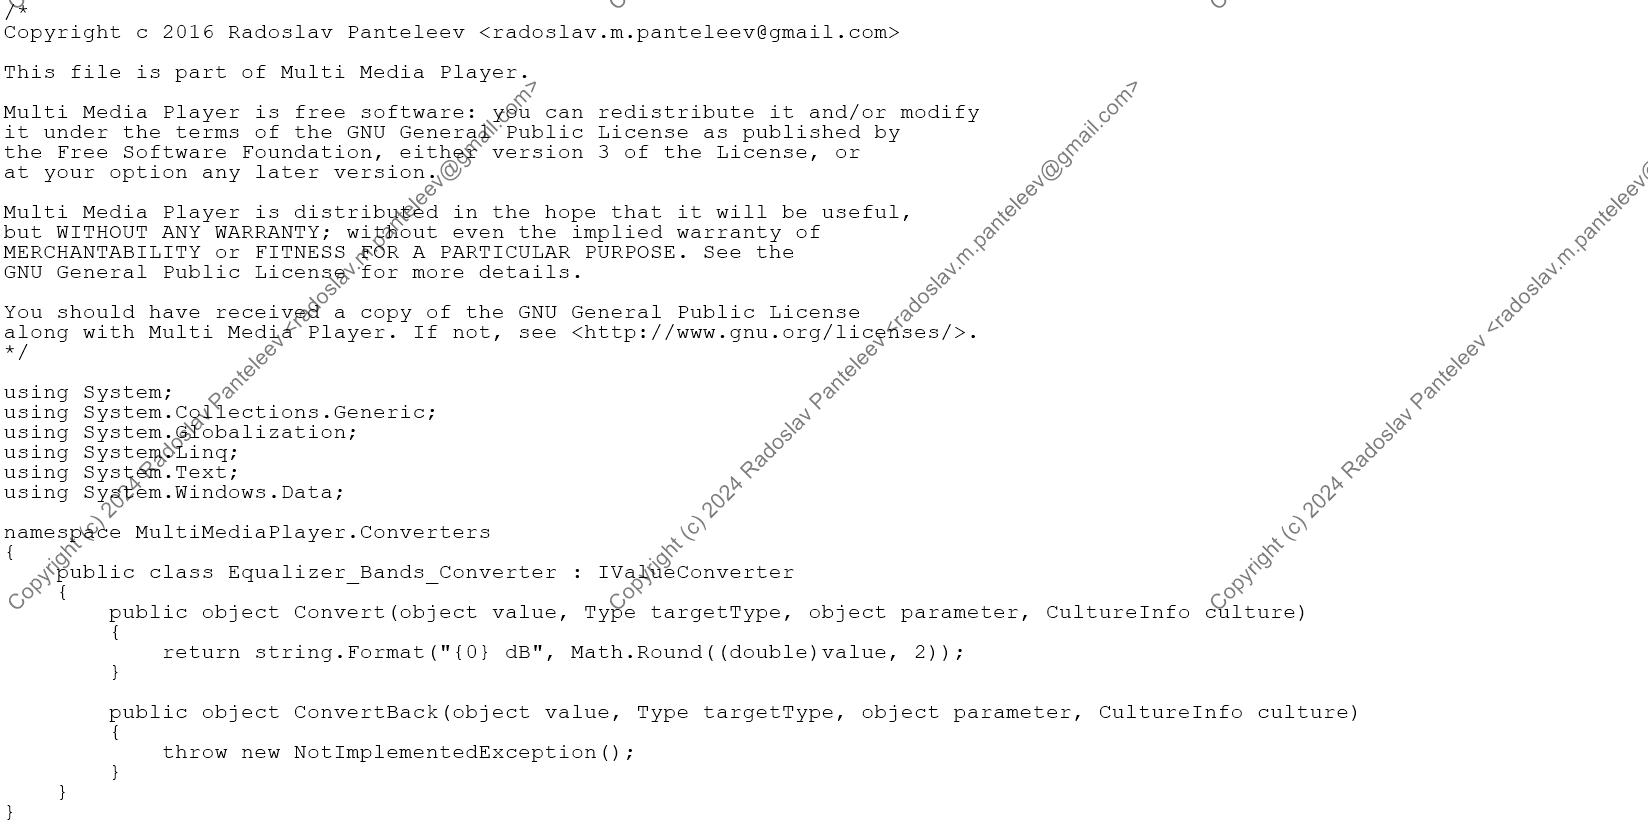 /*
Copyright c 2016 Radoslav Panteleev <radoslav.m.panteleev@gmail.com>

This file is part of Multi Media Player.

Multi Media Player is free software: you can redistribute it and/or modify
it under the terms of the GNU General Public License as published by
the Free Software Foundation, either version 3 of the License, or
at your option any later version.

Multi Media Player is distributed in the hope that it will be useful,
but WITHOUT ANY WARRANTY; without even the implied warranty of
MERCHANTABILITY or FITNESS FOR A PARTICULAR PURPOSE. See the
GNU General Public License for more details.

You should have received a copy of the GNU General Public License
along with Multi Media Player. If not, see <http://www.gnu.org/licenses/>.
*/

using System;
using System.Collections.Generic;
using System.Globalization;
using System.Linq;
using System.Text;
using System.Windows.Data;

namespace MultiMediaPlayer.Converters
{
    public class Equalizer_Bands_Converter : IValueConverter
    {
        public object Convert(object value, Type targetType, object parameter, CultureInfo culture)
        {
            return string.Format("{0} dB", Math.Round((double)value, 2));
        }

        public object ConvertBack(object value, Type targetType, object parameter, CultureInfo culture)
        {
            throw new NotImplementedException();
        }
    }
}
Copyright (c) 2024 Radoslav Panteleev <radoslav.m.panteleev@gmail.com>
Copyright (c) 2024 Radoslav Panteleev <radoslav.m.panteleev@gmail.com>
Copyright (c) 2024 Radoslav Panteleev <radoslav.m.panteleev@